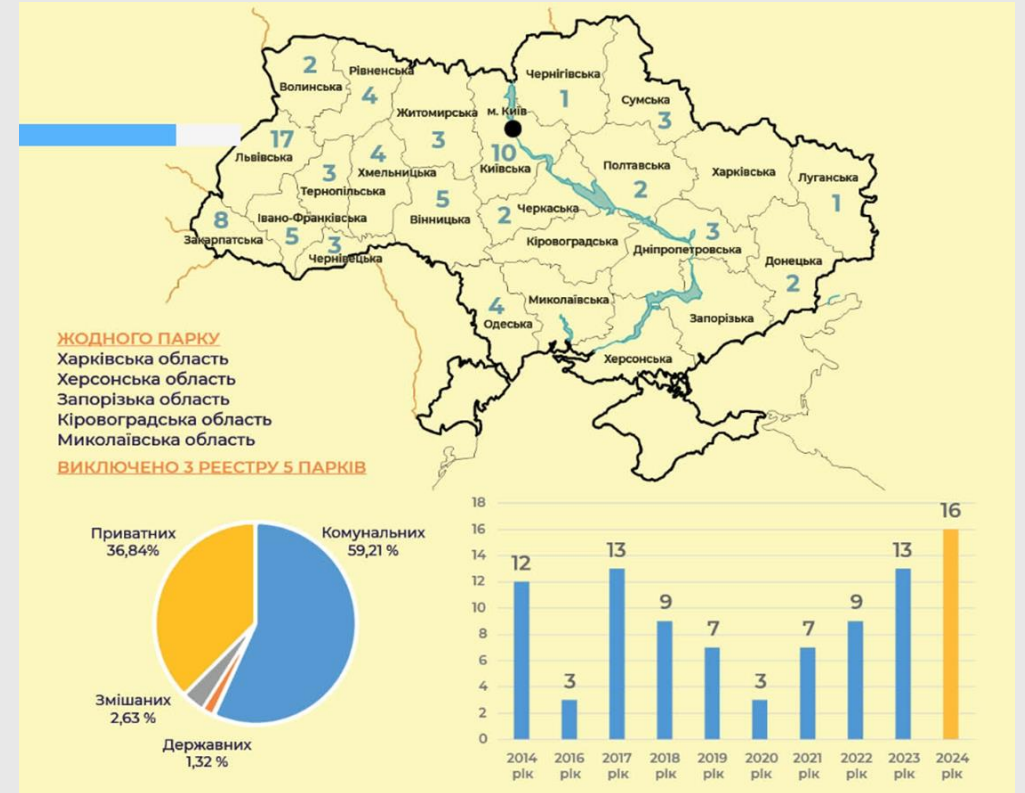 2
Волинська
Рівненська
4
Житомирська
3
м. Київ
10
Київська
Чернігівська
1
Сумська
3
17
Львівська
3
Тернопільська
4
Хмельницька
5
Вінницька
8
Закарпатська
Івано-Франківська
5
3
Чернівецька
2
Черкаська
Кіровоградська
Полтавська
2
Харківська
Луганська
1
3
Дніпропетровська
Донецька
2
4
Одеська
Миколаївська
Запорізька
Херсонська
ЖОДНОГО ПАРКУ
Харківська область
Херсонська область
Запорізька область
Кіровоградська область
Миколаївська область
ВИКЛЮЧЕНО З РЕЕСТРУ 5 ПАРКІВ
Приватних
36,84%
Комунальних
59,21 %
Змішаних
2,63 %
Державних
1,32 %
18
16
14
12
10
8
6
4
2
0
12
3
13
9
7
3
7
9
13
16
2014
рік
2016
рік
2017
рік
2018
рік
2019
рік
2020
рік
2021
рік
2022
рік
2023
рік
2024
рік